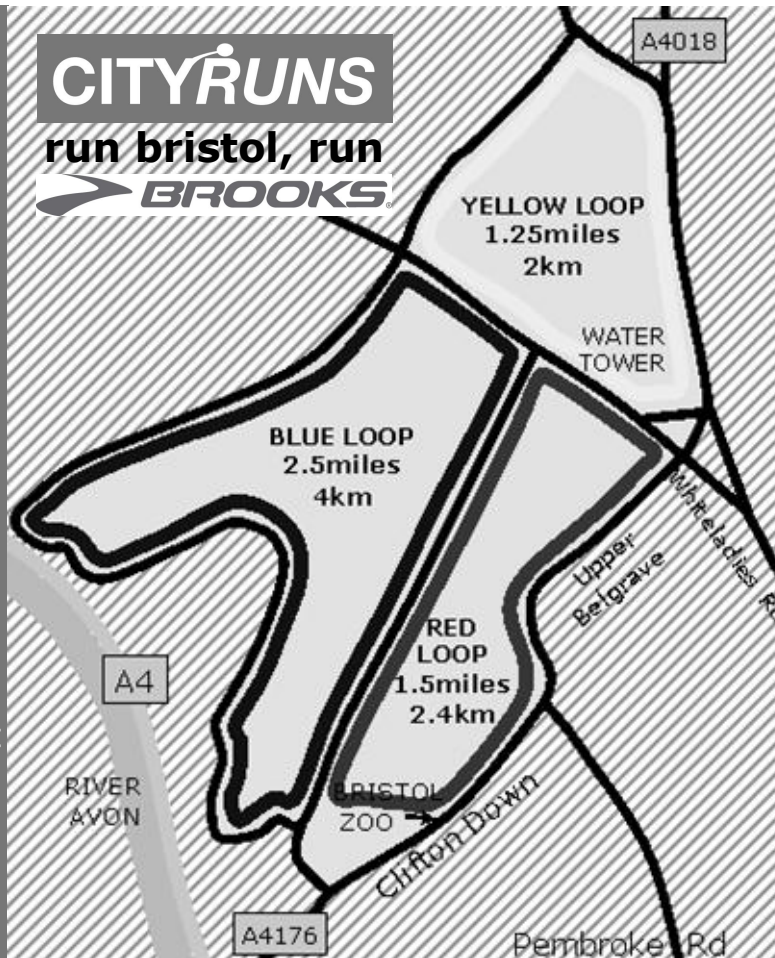 CITYRUNS
run bristol, run
BROOKS®
A4018
YELLOW LOOP
1.25miles
2km
WATER
TOWER
BLUE LOOP
2.5miles
4km
Whiteladies
Upper
Belgrave
RED
LOOP
1.5miles
2.4km
A4
RIVER
AVON
BRISTOL
ZOO
Clifton Down
A4176
Pembroke Rd